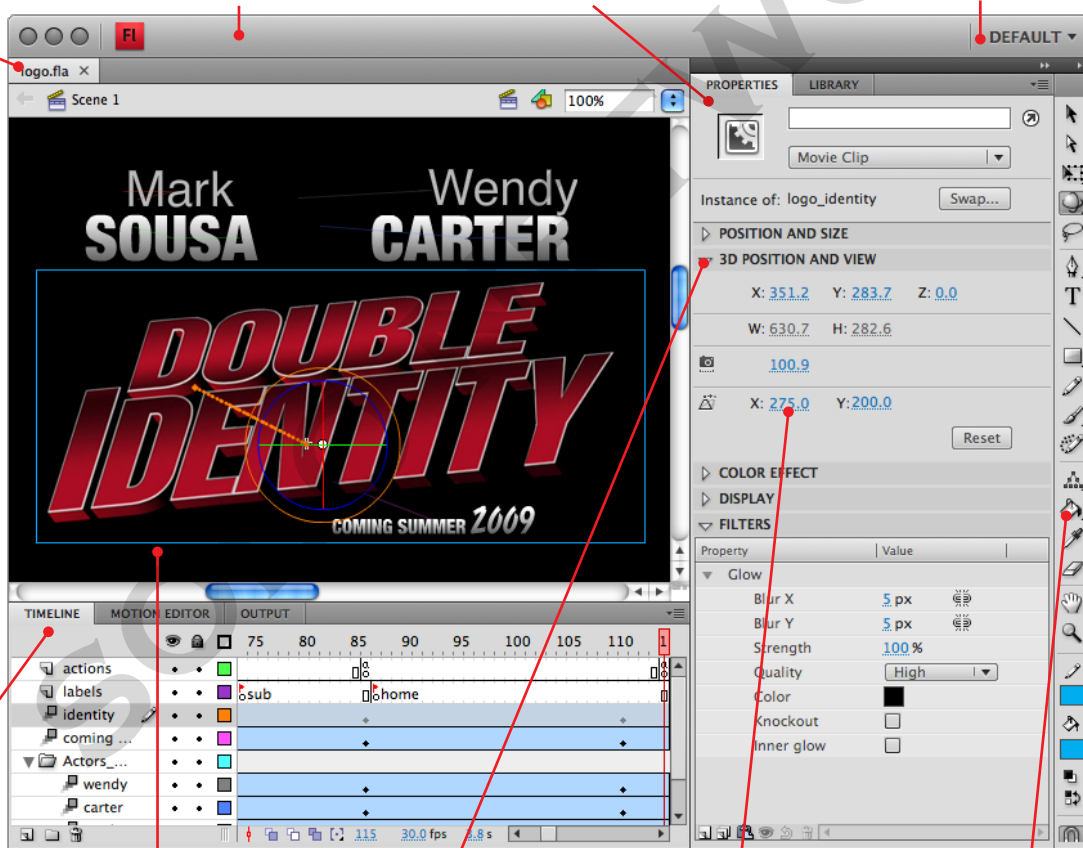 Fl
DEFAULT
logo.fla ×
Scene 1
100%
Mark
SOUSA
Wendy
CARTER
DOUBLE
IDENTITY
COMING SUMMER 2009
PROPERTIES LIBRARY
Movie Clip
Instance of: logo_identity Swap...
POSITION AND SIZE
3D POSITION AND VIEW
X: 351.2 Y: 283.7 Z: 0.0
W: 630.7 H: 282.6
100.9
X: 275.0 Y: 200.0
Reset
COLOR EFFECT
DISPLAY
FILTERS
Property Value
Glow
Blur X 5 px
Blur Y 5 px
Strength 100 %
Quality High
Color
Knockout
Inner glow
TIMELINE MOTION EDITOR OUTPUT
75 80 85 90 95 100 105 110 1
actions
labels sub home
identity
coming ...
Actors_...
wendy
carter
115 30.0 fps 3.8 s
T